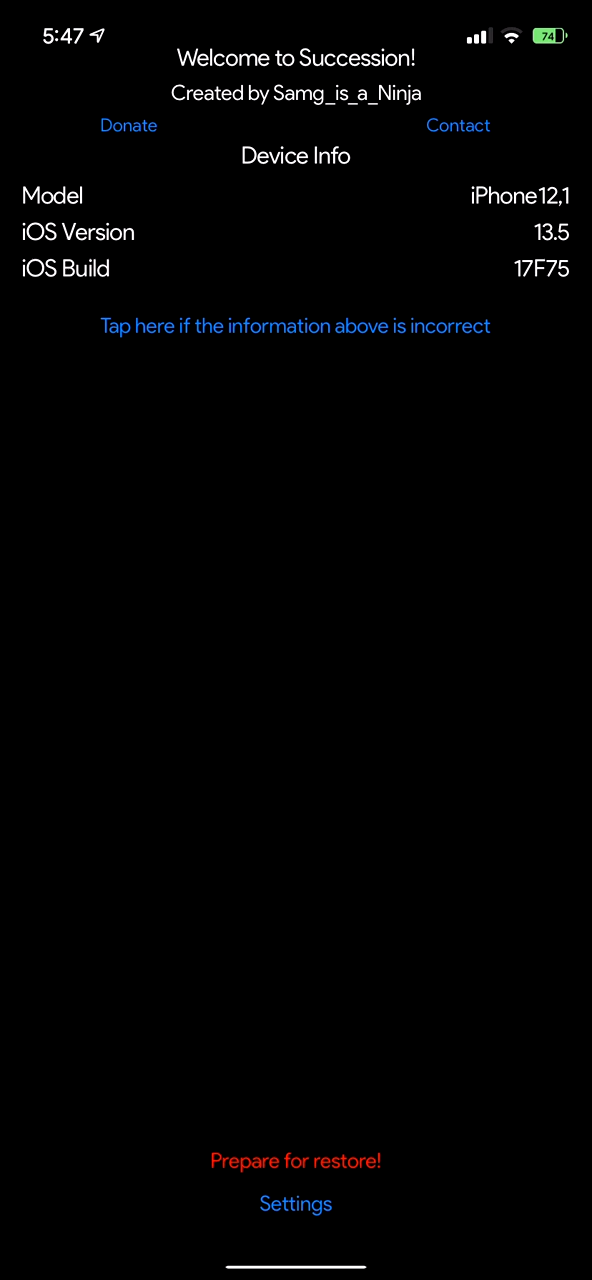 5:47
74
Welcome to Succession!
Created by Samg_is_a_Ninja
Donate Contact
Device Info
Model iPhone12,1
iOS Version 13.5
iOS Build 17F75
Tap here if the information above is incorrect
Prepare for restore!
Settings